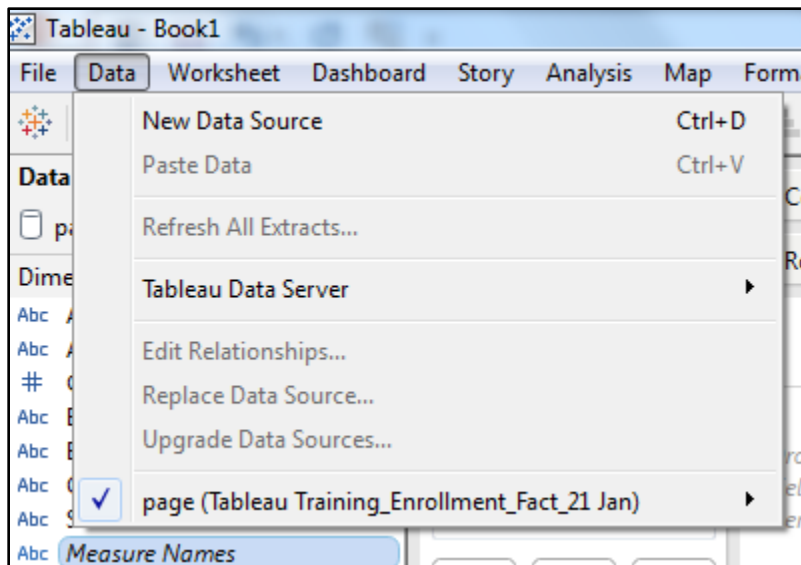 Tableau - Book1
File Data Worksheet Dashboard Story Analysis Map Form
New Data Source Ctrl+D
Paste Data Ctrl+V
Data
Refresh All Extracts...
Dime
Tableau Data Server
Abc
Abc
Edit Relationships...
#
Replace Data Source...
Abc
Upgrade Data Sources...
Abc
Abc
page (Tableau Training_Enrollment_Fact_21 Jan)
Abc
Abc Measure Names